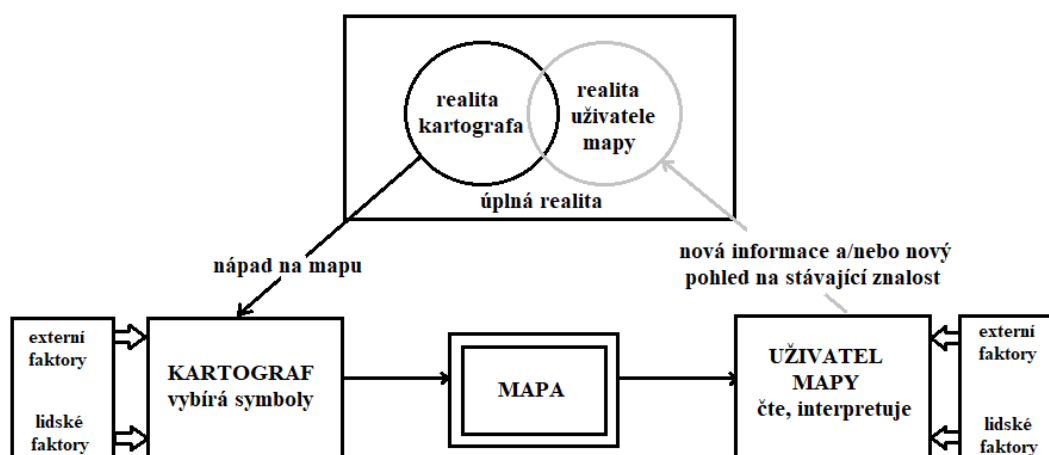 realita
kartografa
realita
uživatele
mapy
úplná realita
nápad na mapu
nová informace a/nebo nový
pohled na stávající znalost
externí
faktory
lidské
faktory
KARTOGRAF
vybírá symboly
MAPA
UŽIVATEL
MAPY
čte, interpretuje
externí
faktory
lidské
faktory